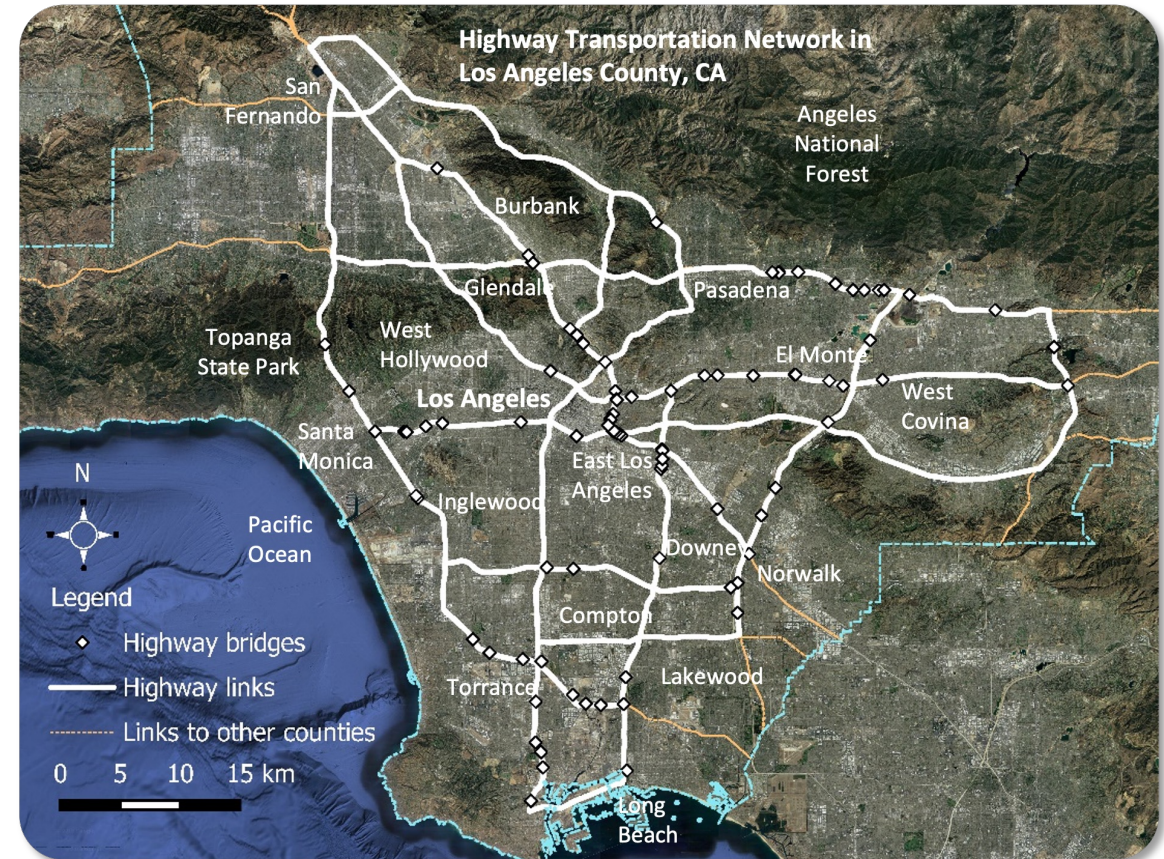 Highway Transportation Network in
Los Angeles County, CA
San
Fernando
Angeles
National
Forest
Burbank
Glendale
Pasadena
Topanga
State Park
West
Hollywood
El Monte
West
Covina
Los Angeles
Santa
Monica
East Los
Angeles
Inglewood
N
Pacific
Ocean
Downey
Norwalk
Legend
Compton
Highway bridges
Highway links
Links to other counties
Torrance
Lakewood
0 5 10 15 km
Long
Beach